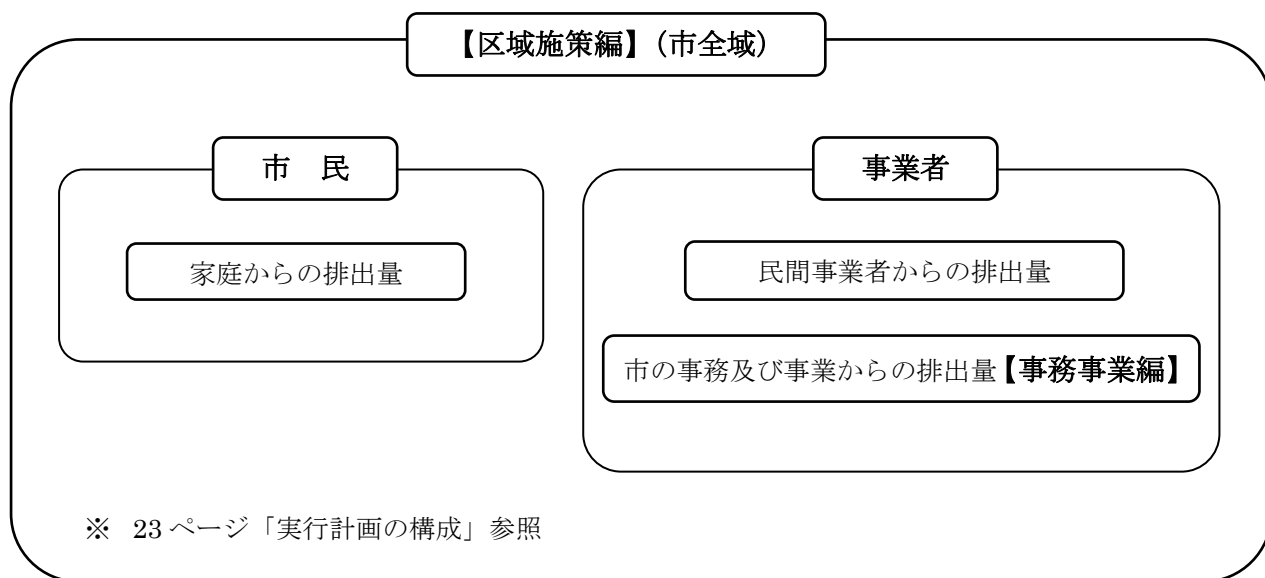 【区域施策編】（市全域）
市　民
事業者
家庭からの排出量
民間事業者からの排出量
市の事務及び事業からの排出量【事務事業編】
※　23 ページ「実行計画の構成」参照